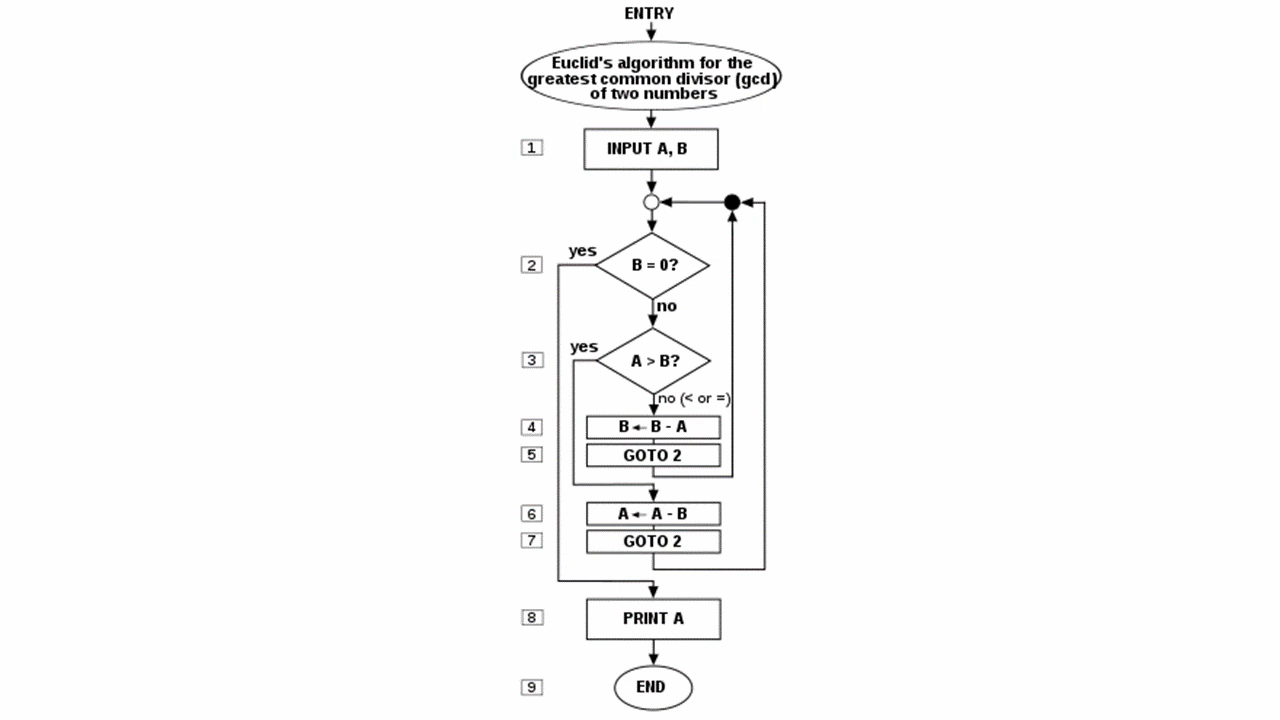 ENTRY
Euclid's algorithm for the
greatest common divisor (gcd)
of two numbers
1
INPUT A, B
yes
2
B = 0?
no
yes
3
A > B?
no (< or =)
4
B ← B - A
5
GOTO 2
6
A ← A - B
7
GOTO 2
8
PRINT A
9
END